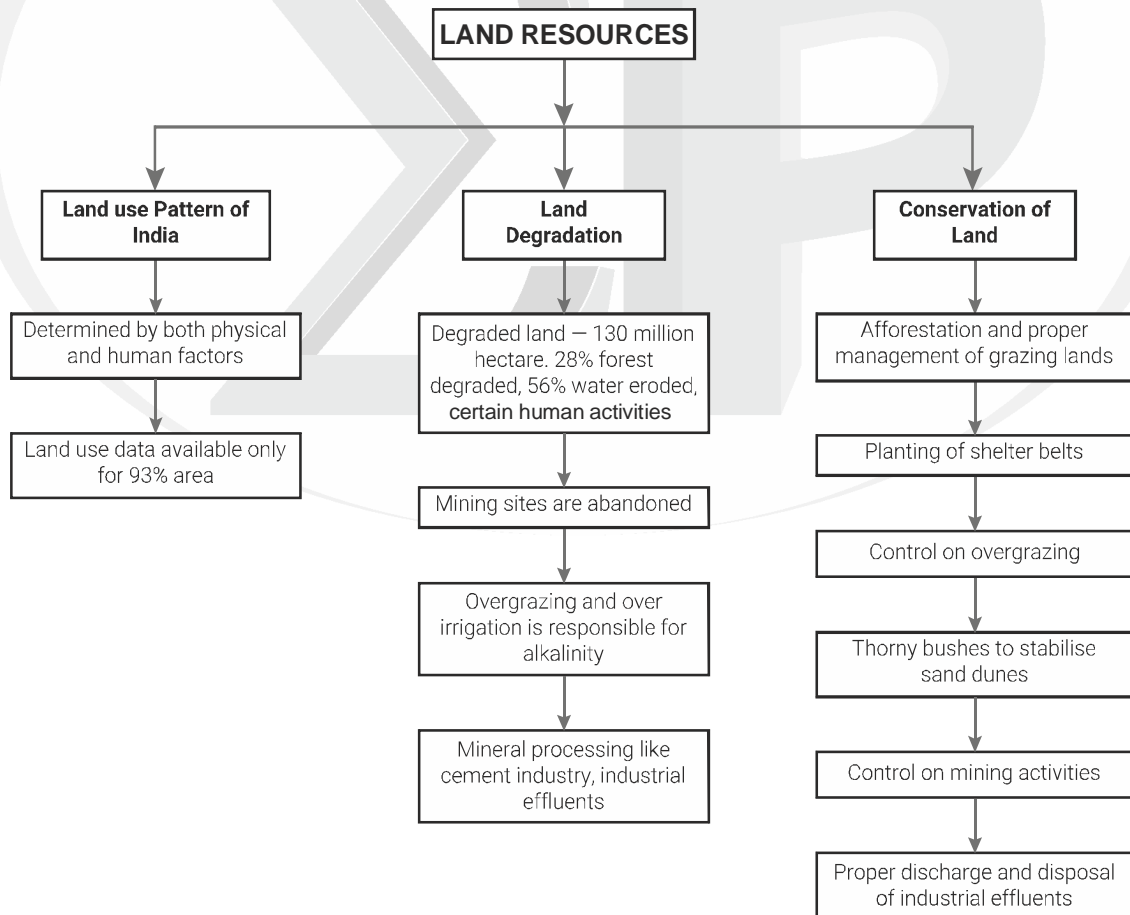 LAND RESOURCES
Land use Pattern of
India
Determined by both physical
and human factors
Land use data available only
for 93% area
Land
Degradation
Degraded land – 130 million
hectare. 28% forest
degraded, 56% water eroded,
certain human activities
Mining sites are abandoned
Overgrazing and over
irrigation is responsible for
alkalinity
Mineral processing like
cement industry, industrial
effluents
Conservation of
Land
Afforestation and proper
management of grazing lands
Planting of shelter belts
Control on overgrazing
Thorny bushes to stabilise
sand dunes
Control on mining activities
Proper discharge and disposal
of industrial effluents